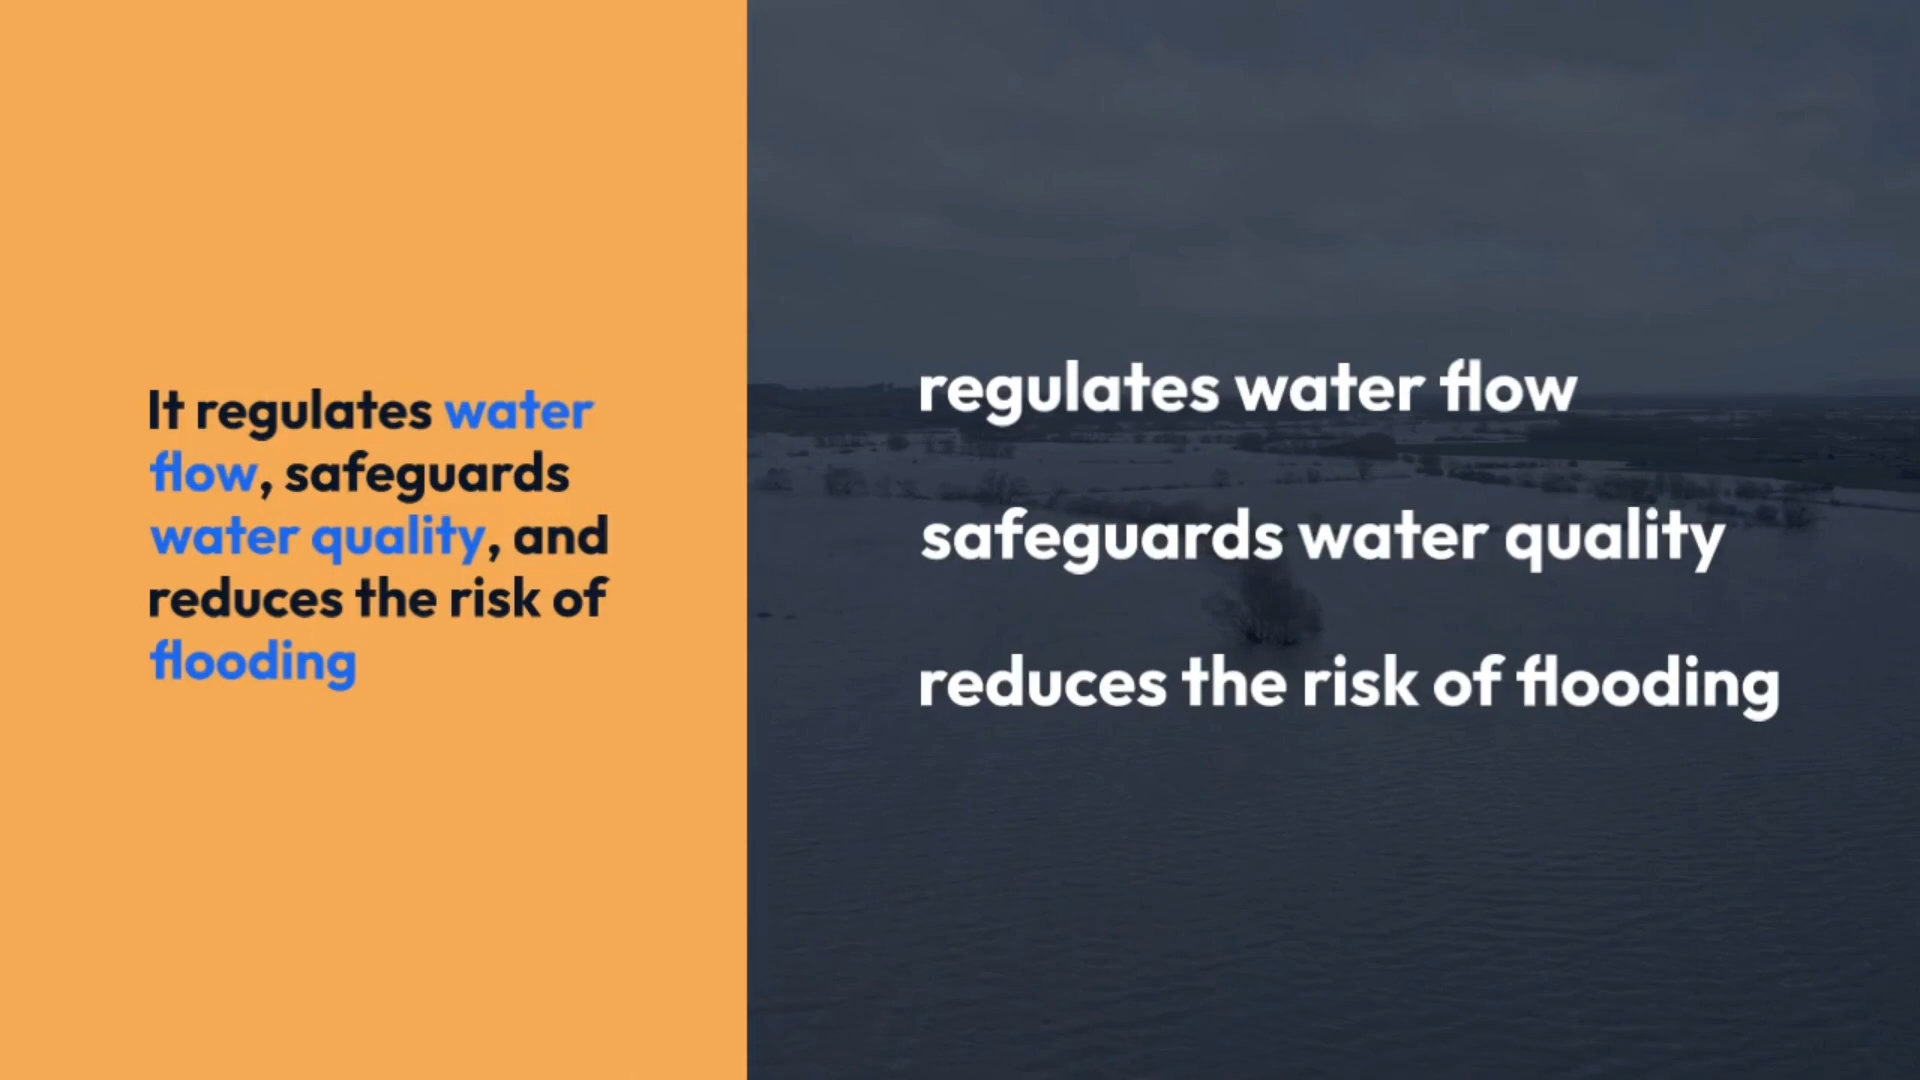 It regulates water
flow, safeguards
water quality, and
reduces the risk of
flooding
regulates water flow
safeguards water quality
reduces the risk of flooding